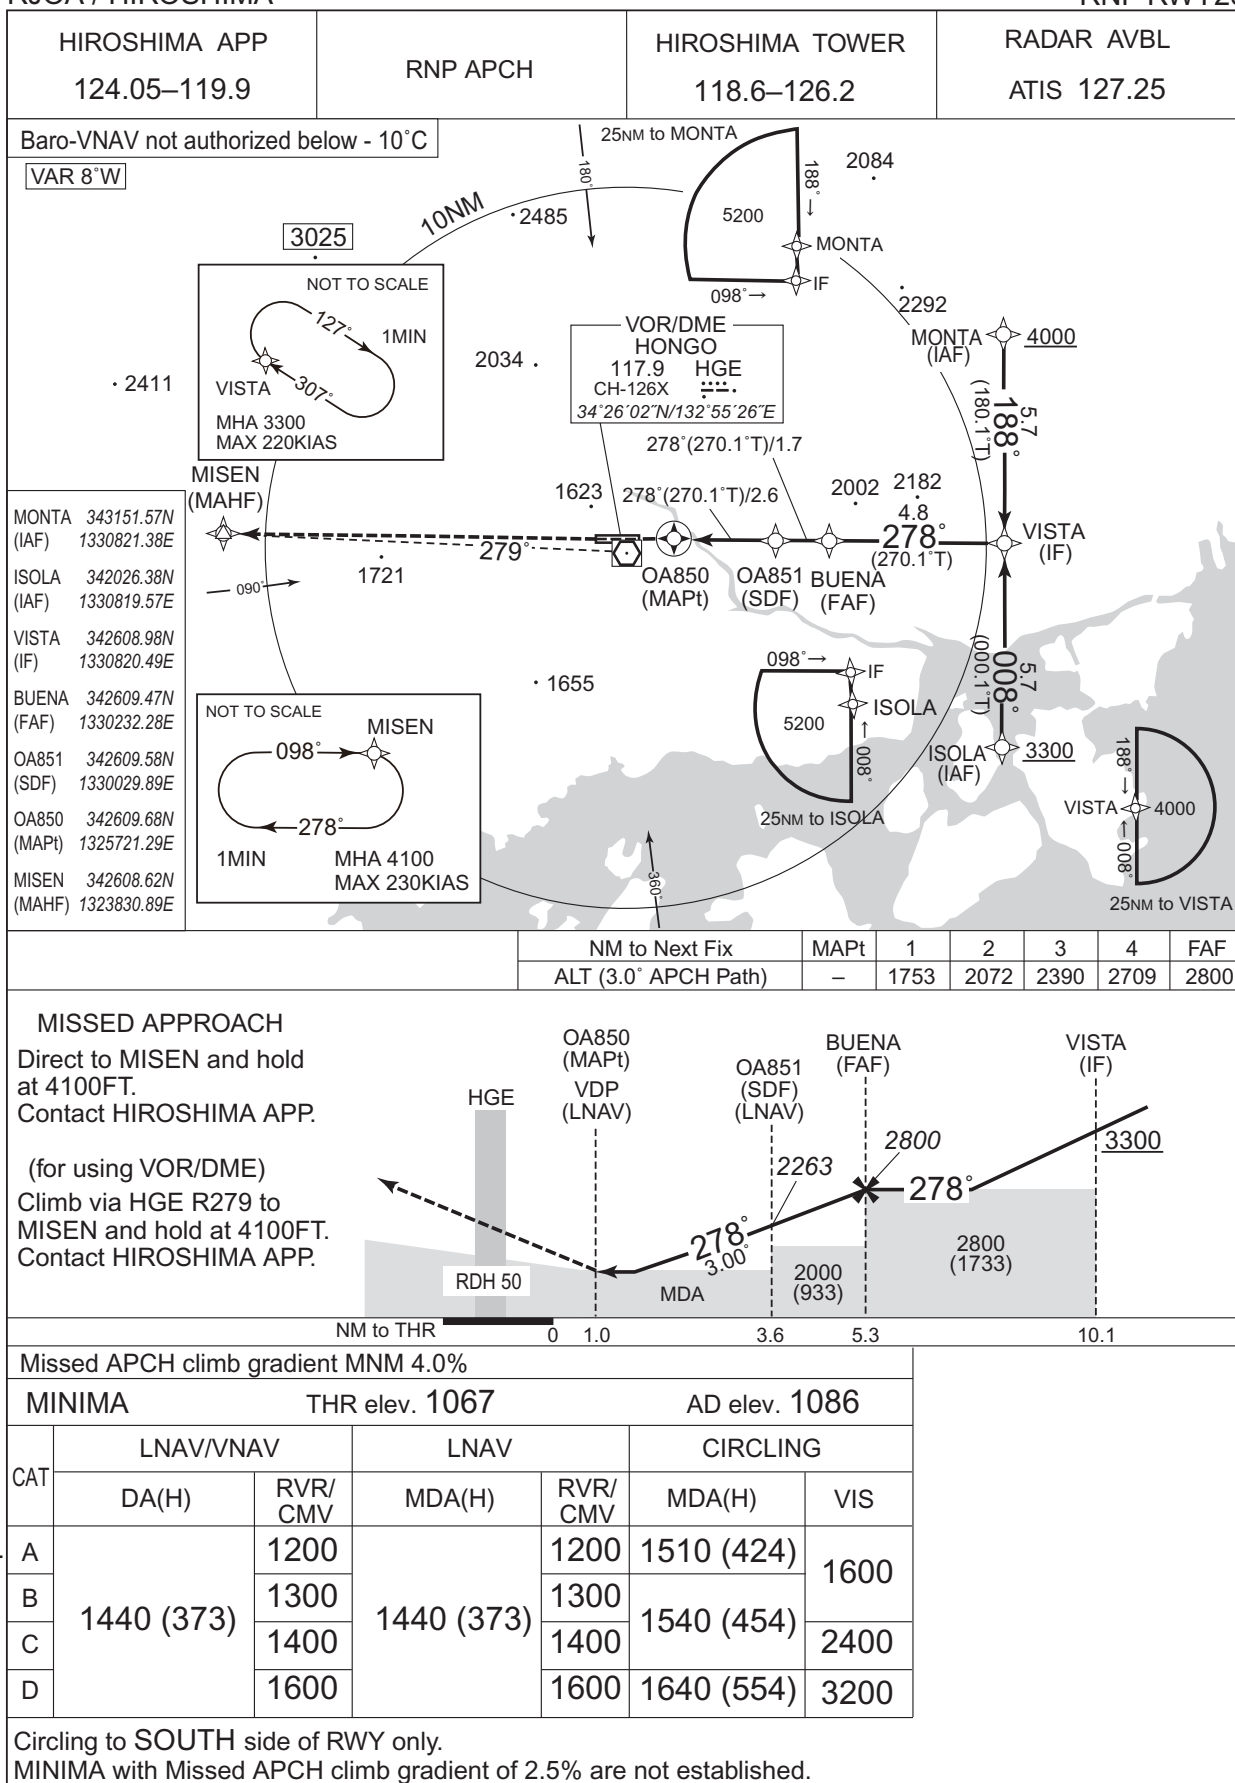 HIROSHIMA APP
124.05–119.9
RNP APCH
HIROSHIMA TOWER
118.6–126.2
RADAR AVBL
ATIS 127.25
Baro-VNAV not authorized below - 10˚C
VAR 8˚W
25NM to MONTA
188˚→
5200
MONTA
IF
098˚→
180˚
2084
10NM
2485
3025
NOT TO SCALE
127˚
1MIN
VISTA
307˚
MHA 3300
MAX 220KIAS
2411
2034
VOR/DME
HONGO
117.9 HGE
CH-126X
34˚26´02˝N/132˚55´26˝E
2292
MONTA
(IAF)
4000
5.7
188˚
(180.1˚T)
278˚(270.1˚T)/1.7
MISEN
(MAHF)
1623
278˚(270.1˚T)/2.6
2002
2182
4.8
278˚
(270.1˚T)
VISTA
(IF)
279˚
1721
090˚
OA850
(MAPt)
OA851
(SDF)
BUENA
(FAF)
MONTA 343151.57N
(IAF) 1330821.38E
ISOLA 342026.38N
(IAF) 1330819.57E
VISTA 342608.98N
(IF) 1330820.49E
BUENA 342609.47N
(FAF) 1330232.28E
OA851 342609.58N
(SDF) 1330029.89E
OA850 342609.68N
(MAPt) 1325721.29E
MISEN 342608.62N
(MAHF) 1323830.89E
098˚→
IF
ISOLA
5200
←008˚
25NM to ISOLA
1655
5.7
008˚
(000.1˚T)
ISOLA
(IAF)
3300
NOT TO SCALE
MISEN
098˚
278˚
1MIN
MHA 4100
MAX 230KIAS
360˚
188˚→
VISTA
4000
←008˚
25NM to VISTA
NM to Next Fix MAPt 1 2 3 4 FAF
ALT (3.0˚ APCH Path) – 1753 2072 2390 2709 2800
MISSED APPROACH
Direct to MISEN and hold
at 4100FT.
Contact HIROSHIMA APP.
(for using VOR/DME)
Climb via HGE R279 to
MISEN and hold at 4100FT.
Contact HIROSHIMA APP.
HGE
OA850
(MAPt)
VDP
(LNAV)
OA851
(SDF)
(LNAV)
BUENA
(FAF)
VISTA
(IF)
2800
2263
3300
278˚
278˚
3.00˚
2800
(1733)
2000
(933)
MDA
RDH 50
NM to THR 0 1.0 3.6 5.3 10.1
Missed APCH climb gradient MNM 4.0%
MINIMA THR elev. 1067 AD elev. 1086
CAT LNAV/VNAV LNAV CIRCLING
DA(H) RVR/CMV MDA(H) RVR/CMV MDA(H) VIS
A 1440 (373) 1200 1440 (373) 1200 1510 (424) 1600
B 1300 1300 1540 (454)
C 1400 1400 2400
D 1600 1600 1640 (554) 3200
Circling to SOUTH side of RWY only.
MINIMA with Missed APCH climb gradient of 2.5% are not established.